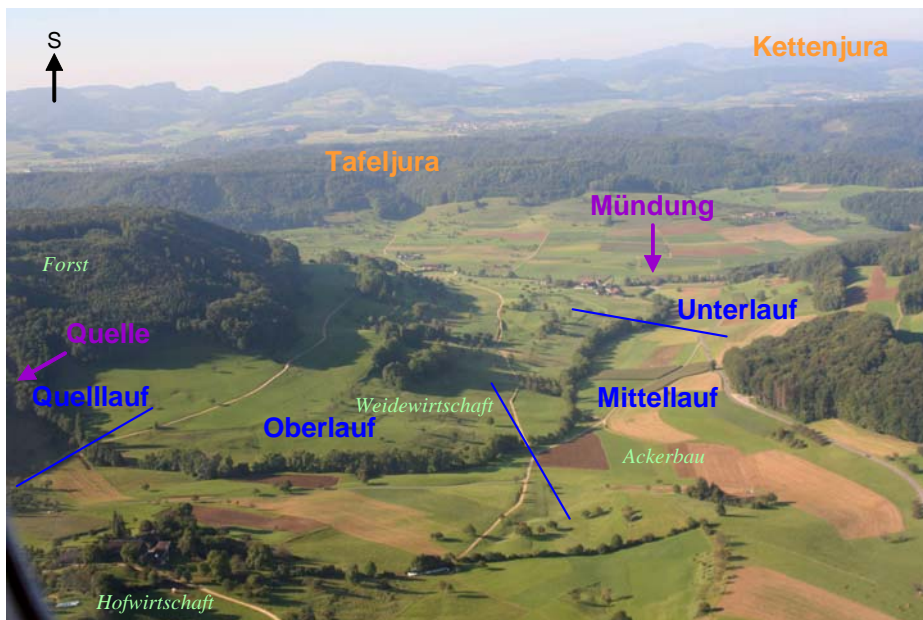 S
Kettenjura
Tafeljura
Mündung
Forst
Unterlauf
Quelle
Quelllauf
Weidewirtschaft
Mittellauf
Oberlauf
Ackerbau
Hofwirtschaft